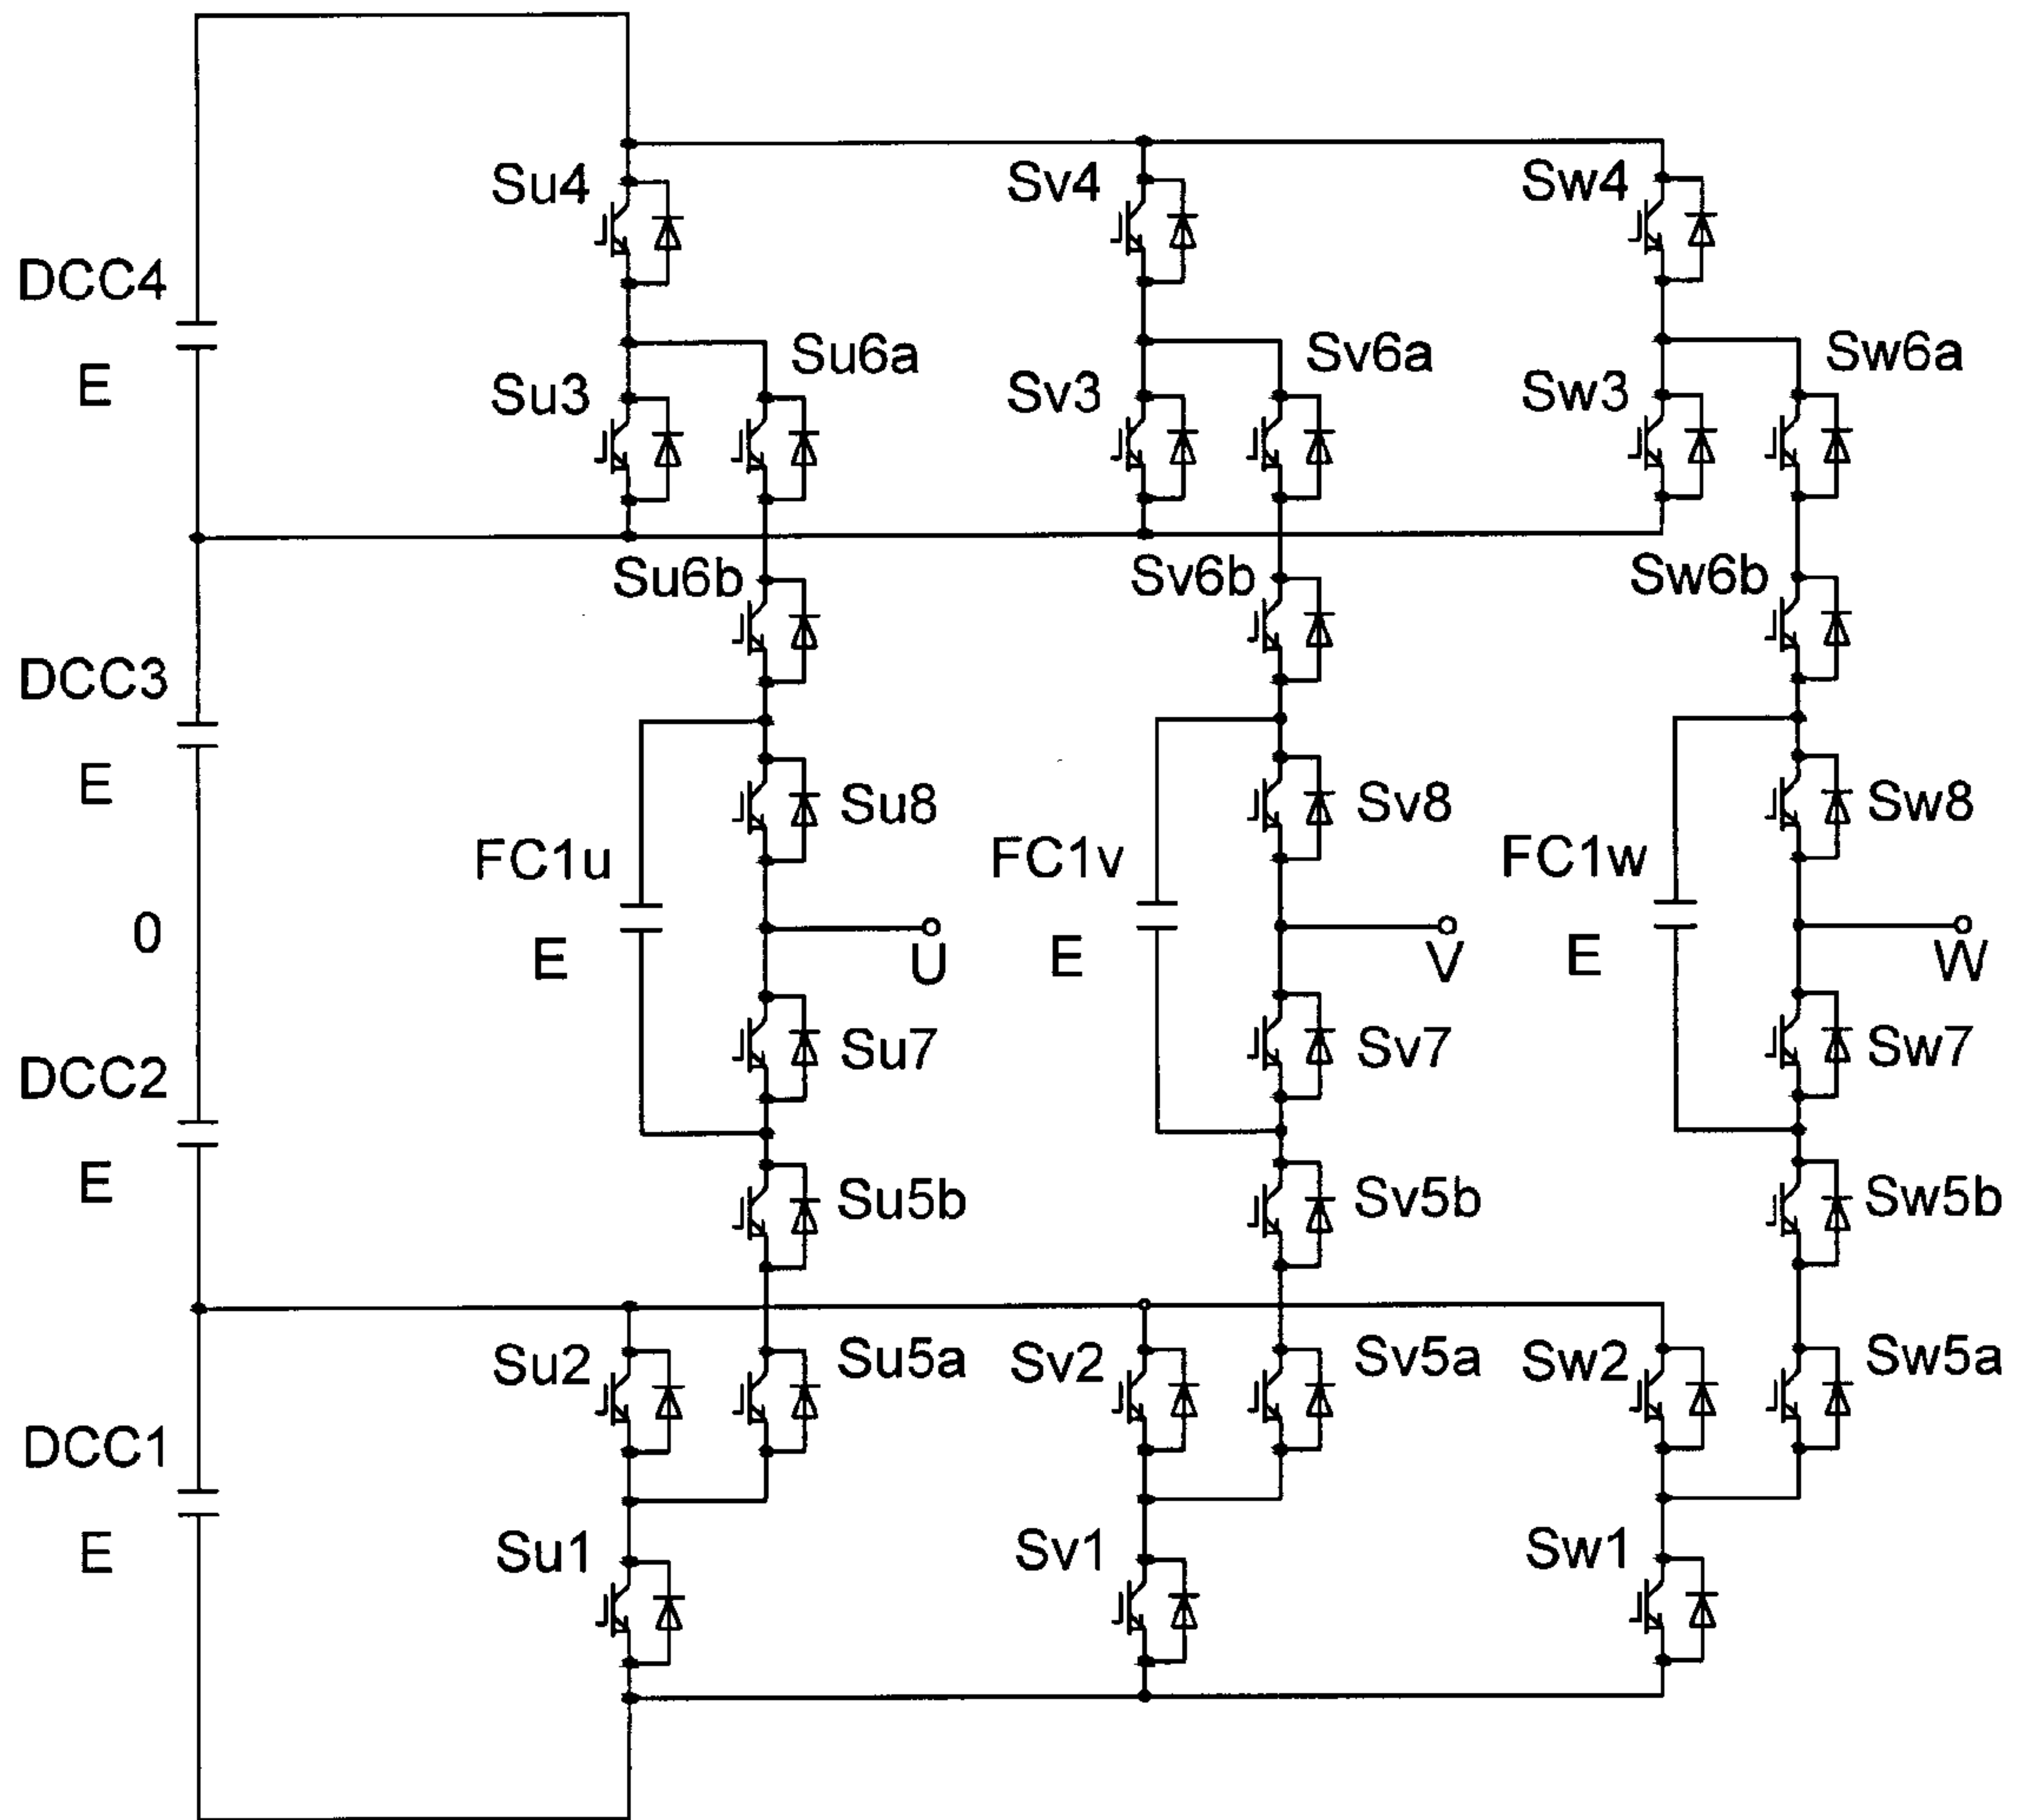 Su4
Sv4
Sw4
DCC4
E
Su6a
Sv6a
Sw6a
Su3
Sv3
Sw3
Su6b
Sv6b
Sw6b
DCC3
E
Su8
Sv8
Sw8
FC1u
FC1v
FC1w
0
E
E
E
U
V
W
Su7
Sv7
Sw7
DCC2
E
Su5b
Sv5b
Sw5b
Su2
Su5a
Sv2
Sv5a
Sw2
Sw5a
DCC1
E
Su1
Sv1
Sw1